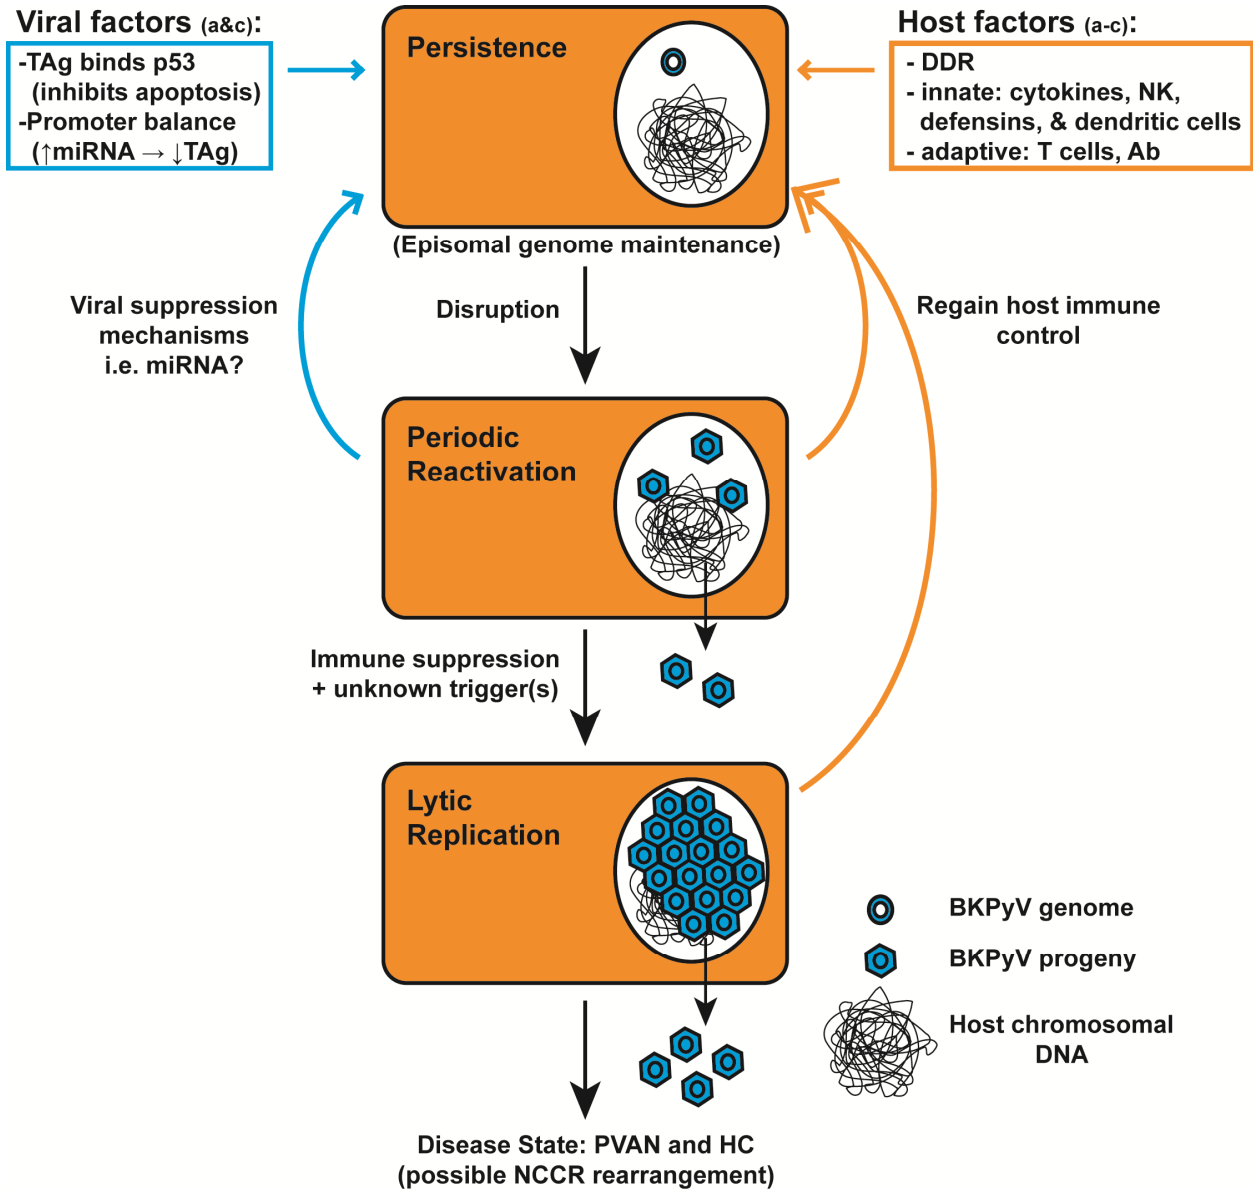 Viral factors (a&c):
-TAg binds p53
(inhibits apoptosis)
-Promoter balance
(↑miRNA → ↓TAg)
Persistence
Host factors (a-c):
- DDR
- innate: cytokines, NK,
defensins, & dendritic cells
- adaptive: T cells, Ab
(Episomal genome maintenance)
Disruption
Viral suppression
mechanisms
i.e. miRNA?
Regain host immune
control
Periodic
Reactivation
Immune suppression
+ unknown trigger(s)
Lytic
Replication
BKPyV genome
BKPyV progeny
Host chromosomal
DNA
Disease State: PVAN and HC
(possible NCCR rearrangement)